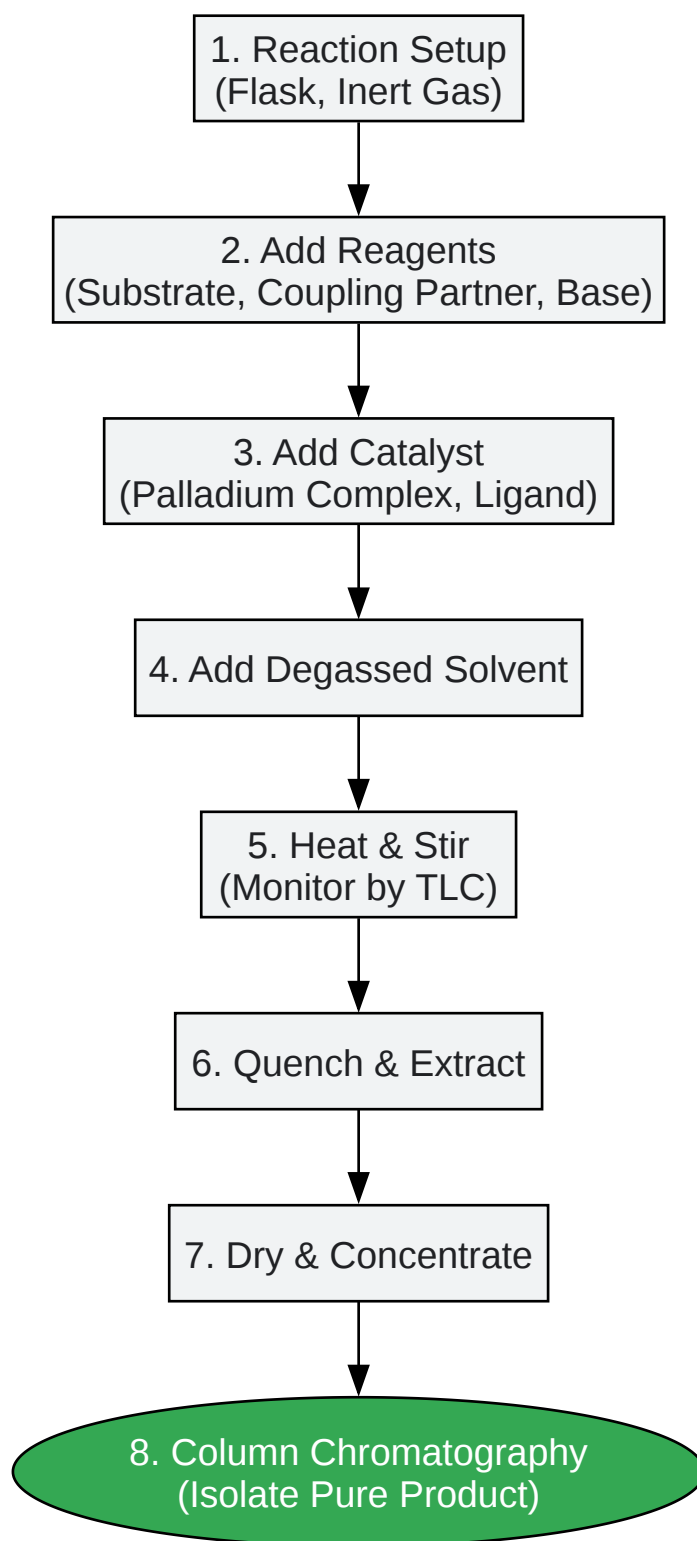 1. Reaction Setup
(Flask, Inert Gas)
2. Add Reagents
(Substrate, Coupling Partner, Base)
3. Add Catalyst
(Palladium Complex, Ligand)
4. Add Degassed Solvent
5. Heat & Stir
(Monitor by TLC)
6. Quench & Extract
7. Dry & Concentrate
8. Column Chromatography
(Isolate Pure Product)